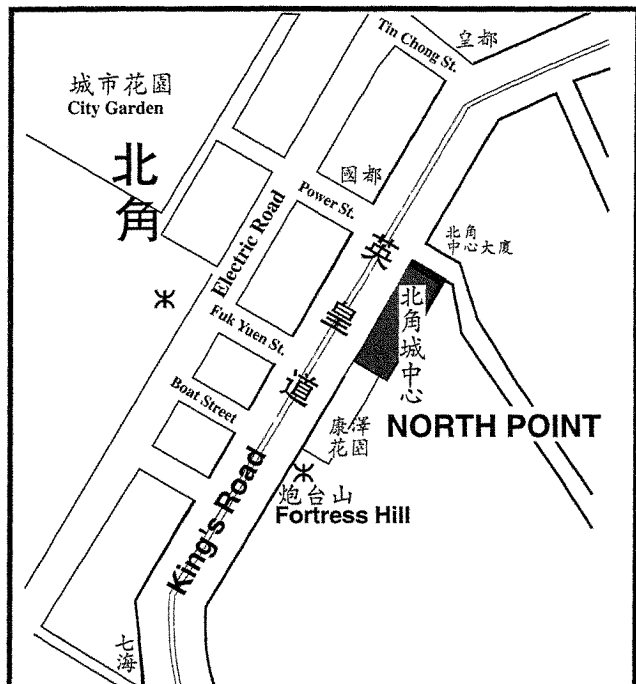 Tin Chong St.
皇都
城市花園
City Garden
北角
國都
Power St.
Electric Road
英皇道
北角
中心大廈
北角城中心
Fuk Yuen St.
Boat Street
康澤
花園
NORTH POINT
King's Road
炮台山
Fortress Hill
七海